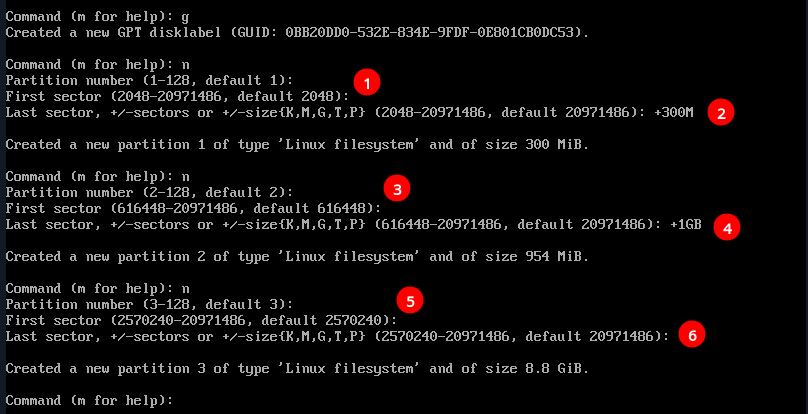 Command (m for help): g
Created a new GPT disklabel (GUID: 0BB20DD0-532E-834E-9FDF-0E801CB0DC53).
Command (m for help): n
Partition number (1-128, default 1):
1
First sector (2048-20971486, default 2048):
Last sector, +/-sectors or +/-size{K,M,G,T,P} (2048-20971486, default 20971486): +300M
2
Created a new partition 1 of type 'Linux filesystem' and of size 300 MiB.
Command (m for help): n
Partition number (2-128, default 2):
3
First sector (616448-20971486, default 616448):
Last sector, +/-sectors or +/-size{K,M,G,T,P} (616448-20971486, default 20971486): +1GB
4
Created a new partition 2 of type 'Linux filesystem' and of size 954 MiB.
Command (m for help): n
Partition number (3-128, default 3):
5
First sector (2570240-20971486, default 2570240):
Last sector, +/-sectors or +/-size{K,M,G,T,P} (2570240-20971486, default 20971486):
6
Created a new partition 3 of type 'Linux filesystem' and of size 8.8 GiB.
Command (m for help):